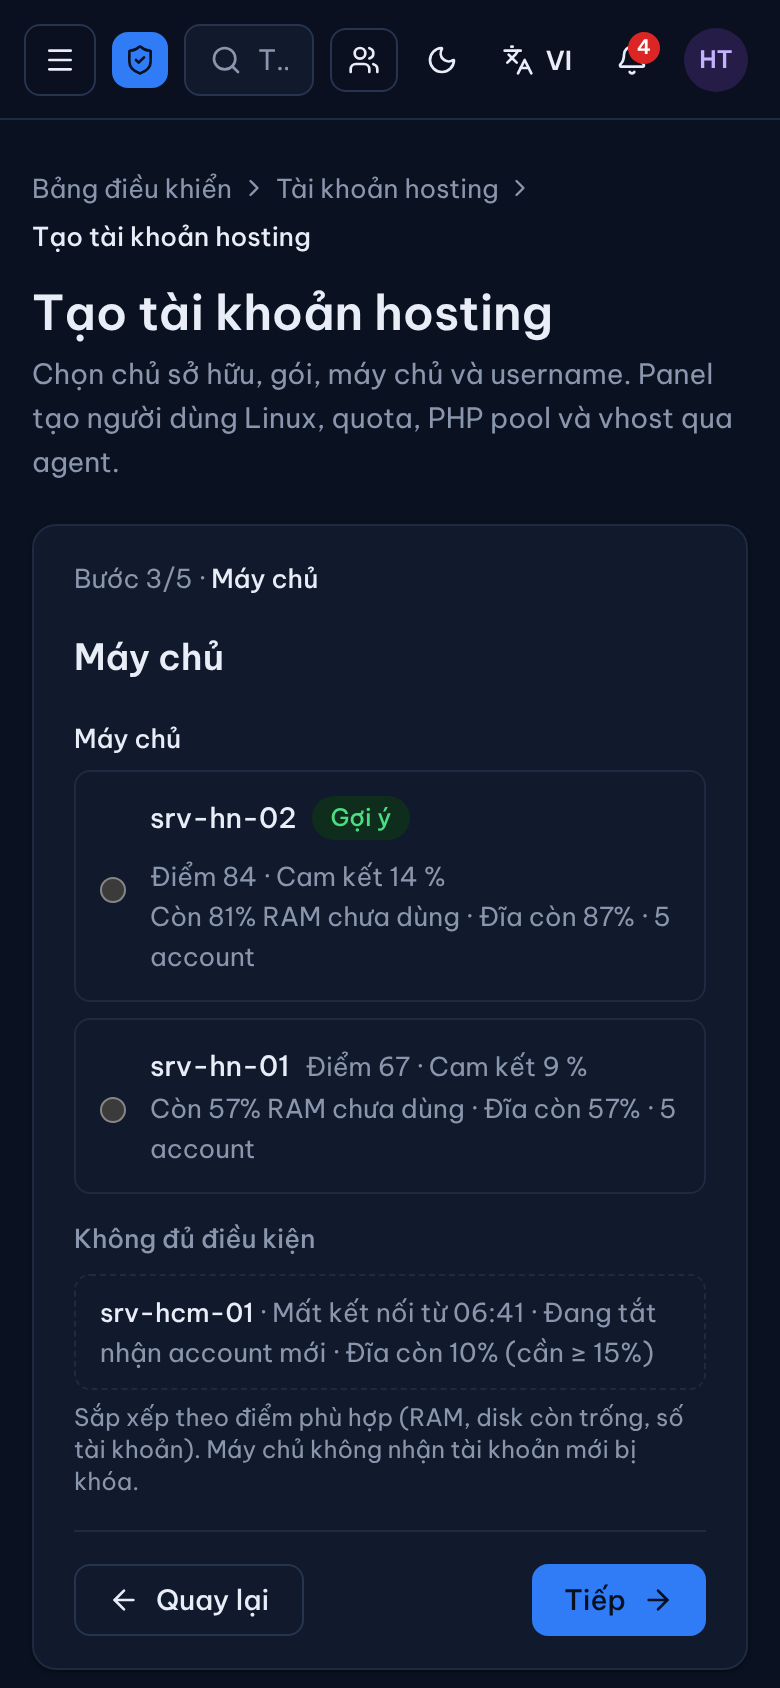 T..
VI
4
HT
Bảng điều khiển > Tài khoản hosting >
Tạo tài khoản hosting
Tạo tài khoản hosting
Chọn chủ sở hữu, gói, máy chủ và username. Panel
tạo người dùng Linux, quota, PHP pool và vhost qua
agent.
Bước 3/5 · Máy chủ
Máy chủ
Máy chủ
srv-hn-02 Gợi ý
Điểm 84 · Cam kết 14 %
Còn 81% RAM chưa dùng · Đĩa còn 87% · 5
account
srv-hn-01 Điểm 67 · Cam kết 9 %
Còn 57% RAM chưa dùng · Đĩa còn 57% · 5
account
Không đủ điều kiện
srv-hcm-01 · Mất kết nối từ 06:41 · Đang tắt
nhận account mới · Đĩa còn 10% (cần ≥ 15%)
Sắp xếp theo điểm phù hợp (RAM, disk còn trống, số
tài khoản). Máy chủ không nhận tài khoản mới bị
khóa.
← Quay lại
Tiếp →